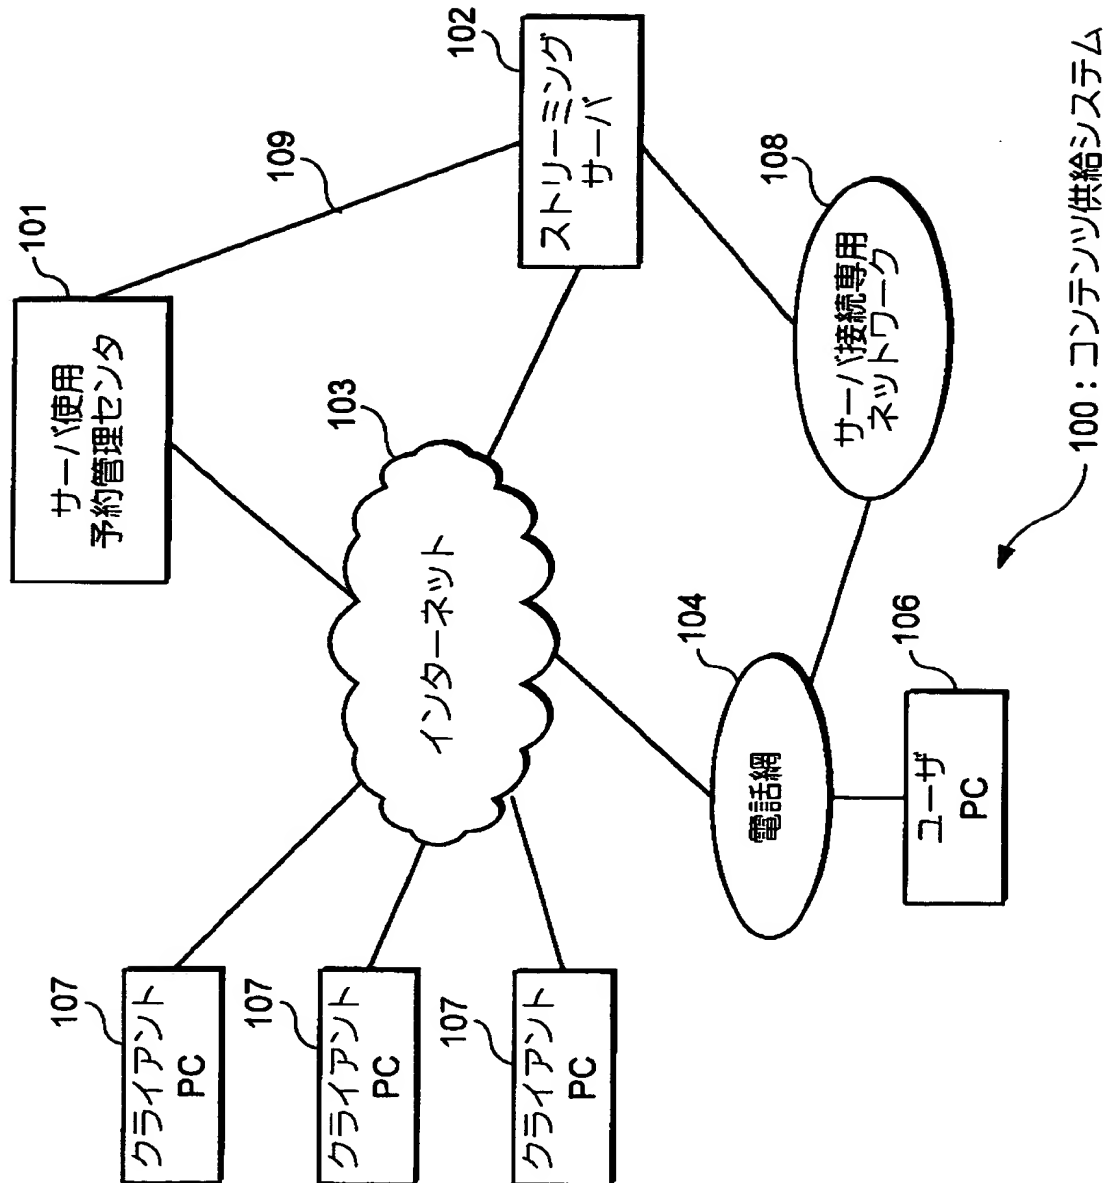 101
サーバ使用
予約管理センタ
109
102
ストリーミング
サーバ
103
インターネット
107
クライアント
PC
107
クライアント
PC
107
クライアント
PC
104
電話網
108
サーバ接続専用
ネットワーク
106
ユーザ
PC
100：コンテンツ供給システム